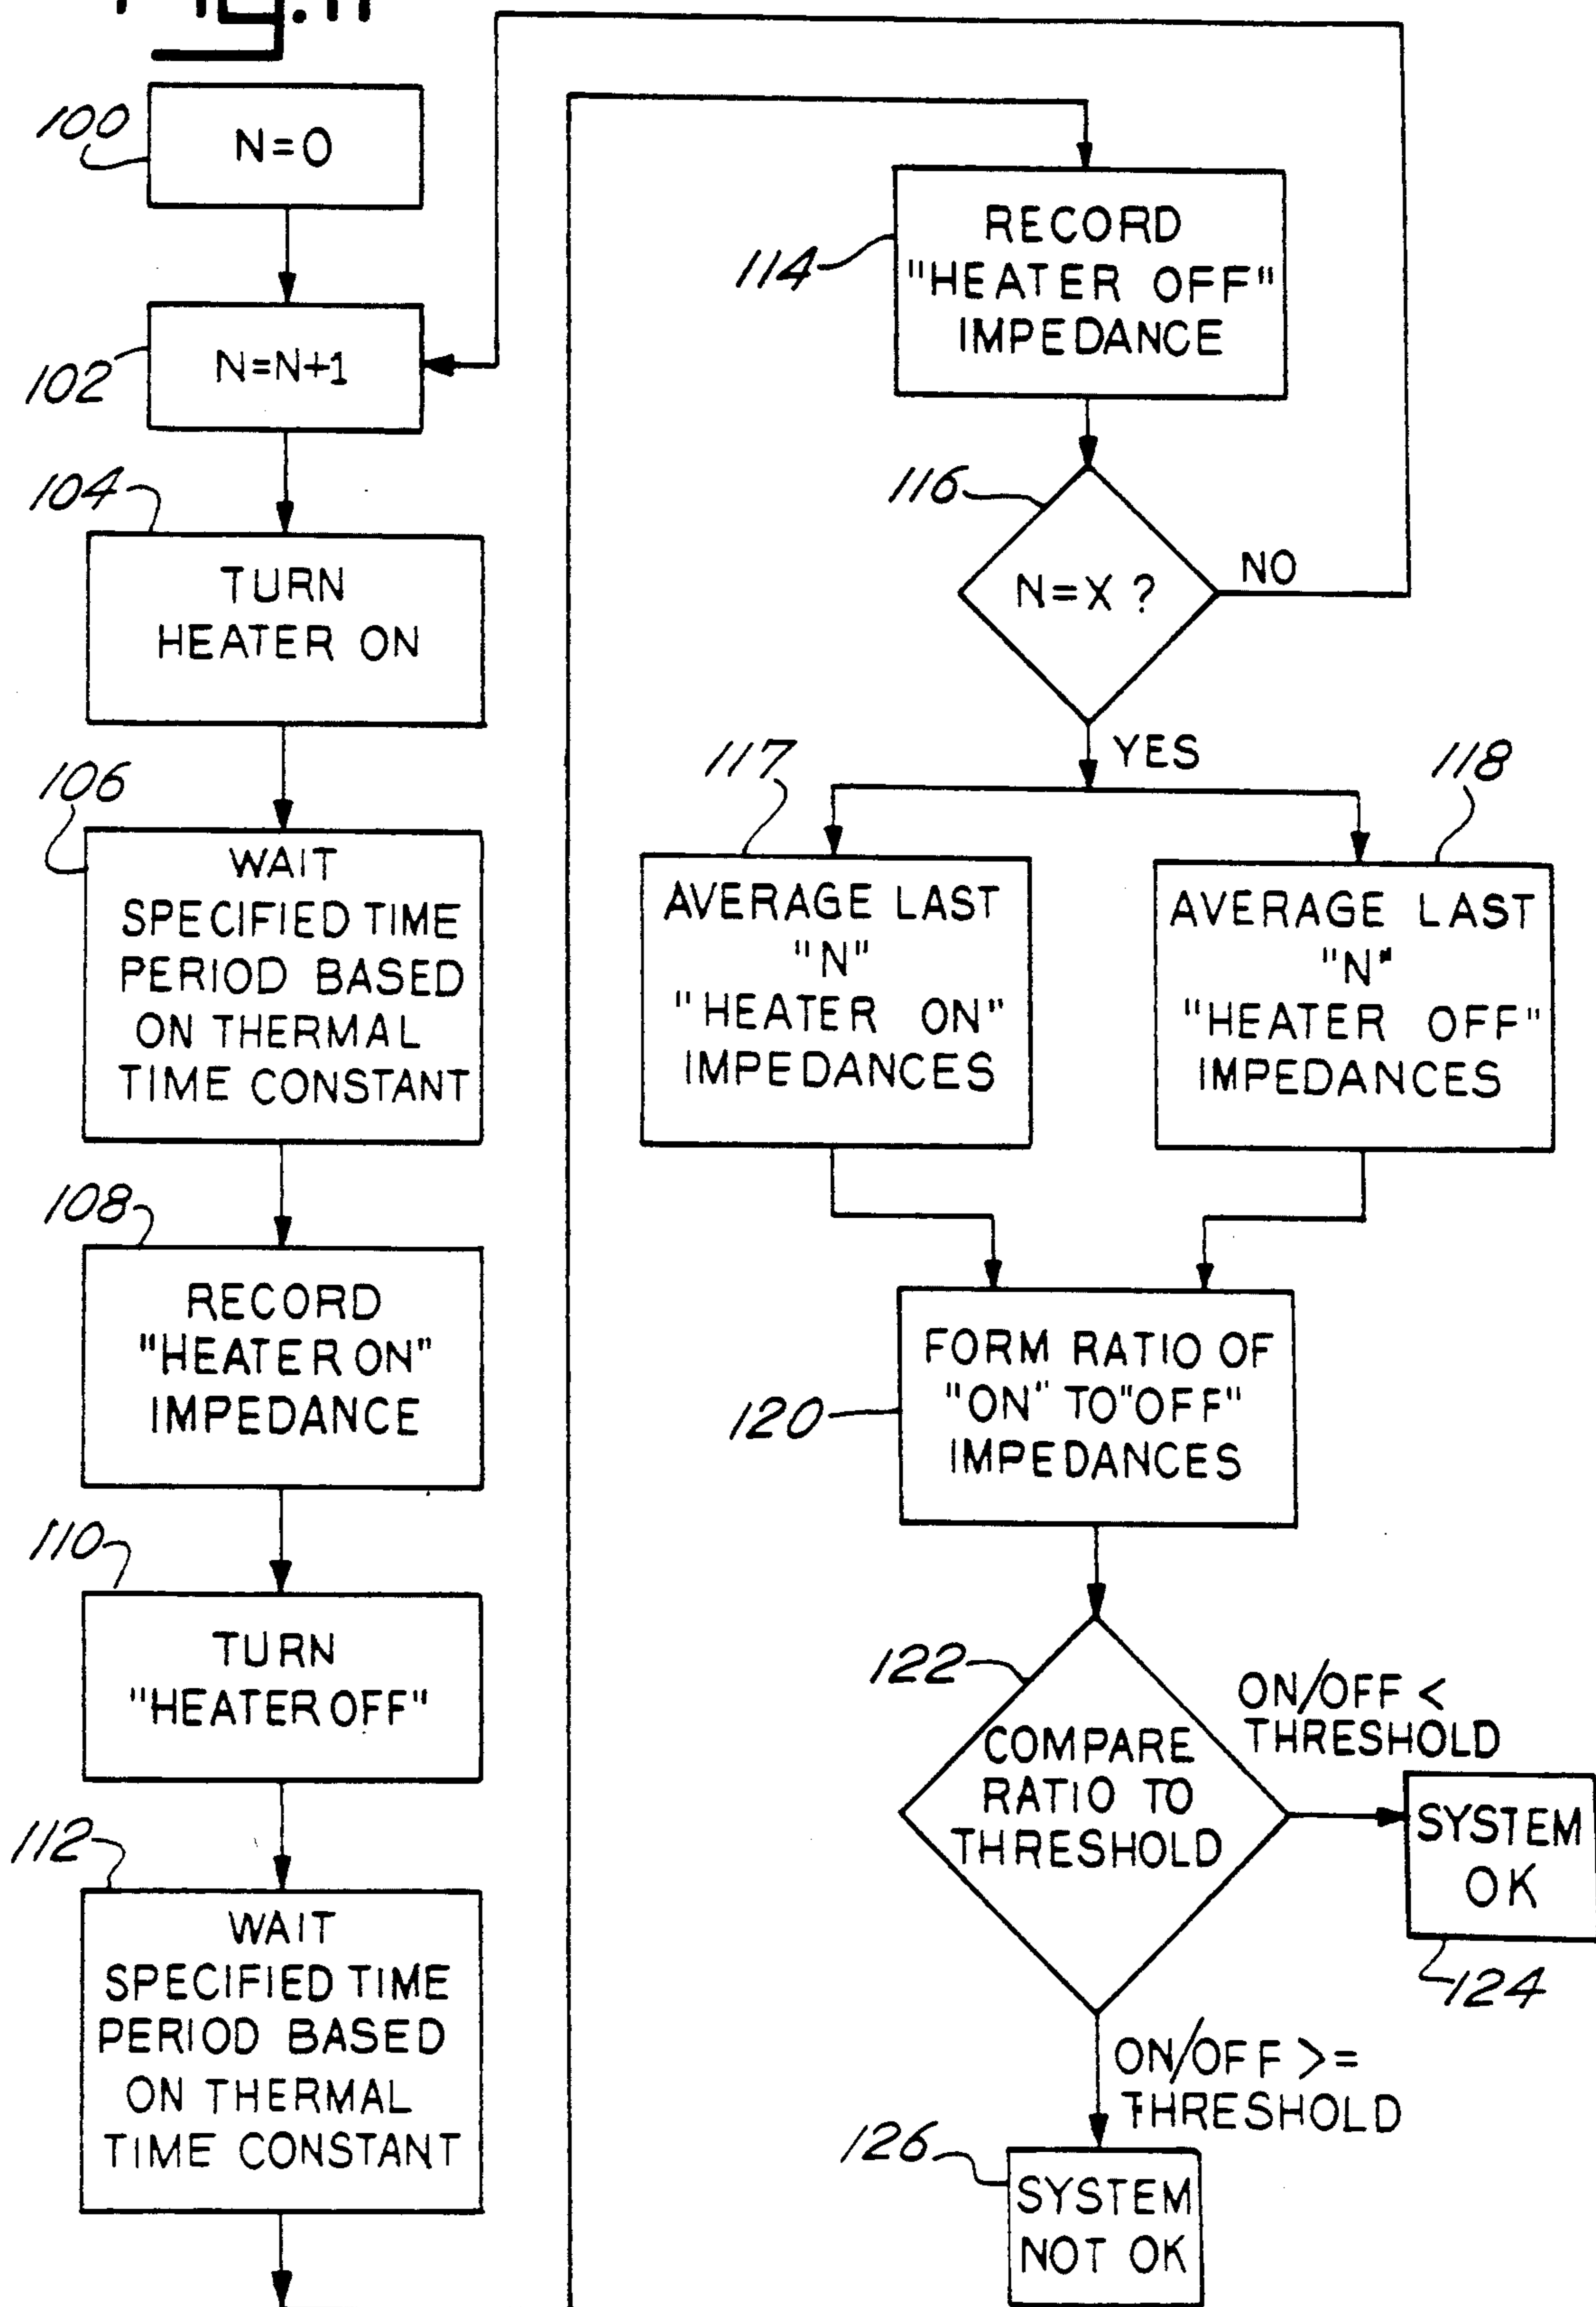 100
N=0
102
N=N+1
104
TURN
HEATER ON
106
WAIT
SPECIFIED TIME
PERIOD BASED
ON THERMAL
TIME CONSTANT
108
RECORD
"HEATER ON"
IMPEDANCE
110
TURN
"HEATER OFF"
112
WAIT
SPECIFIED TIME
PERIOD BASED
ON THERMAL
TIME CONSTANT
114
RECORD
"HEATER OFF"
IMPEDANCE
116
N=X ?
NO
YES
117
AVERAGE LAST
"N"
"HEATER ON"
IMPEDANCES
118
AVERAGE LAST
"N"
"HEATER OFF"
IMPEDANCES
120
FORM RATIO OF
"ON" TO "OFF"
IMPEDANCES
122
COMPARE
RATIO TO
THRESHOLD
ON/OFF <
THRESHOLD
SYSTEM
OK
124
ON/OFF >=
THRESHOLD
126
SYSTEM
NOT OK